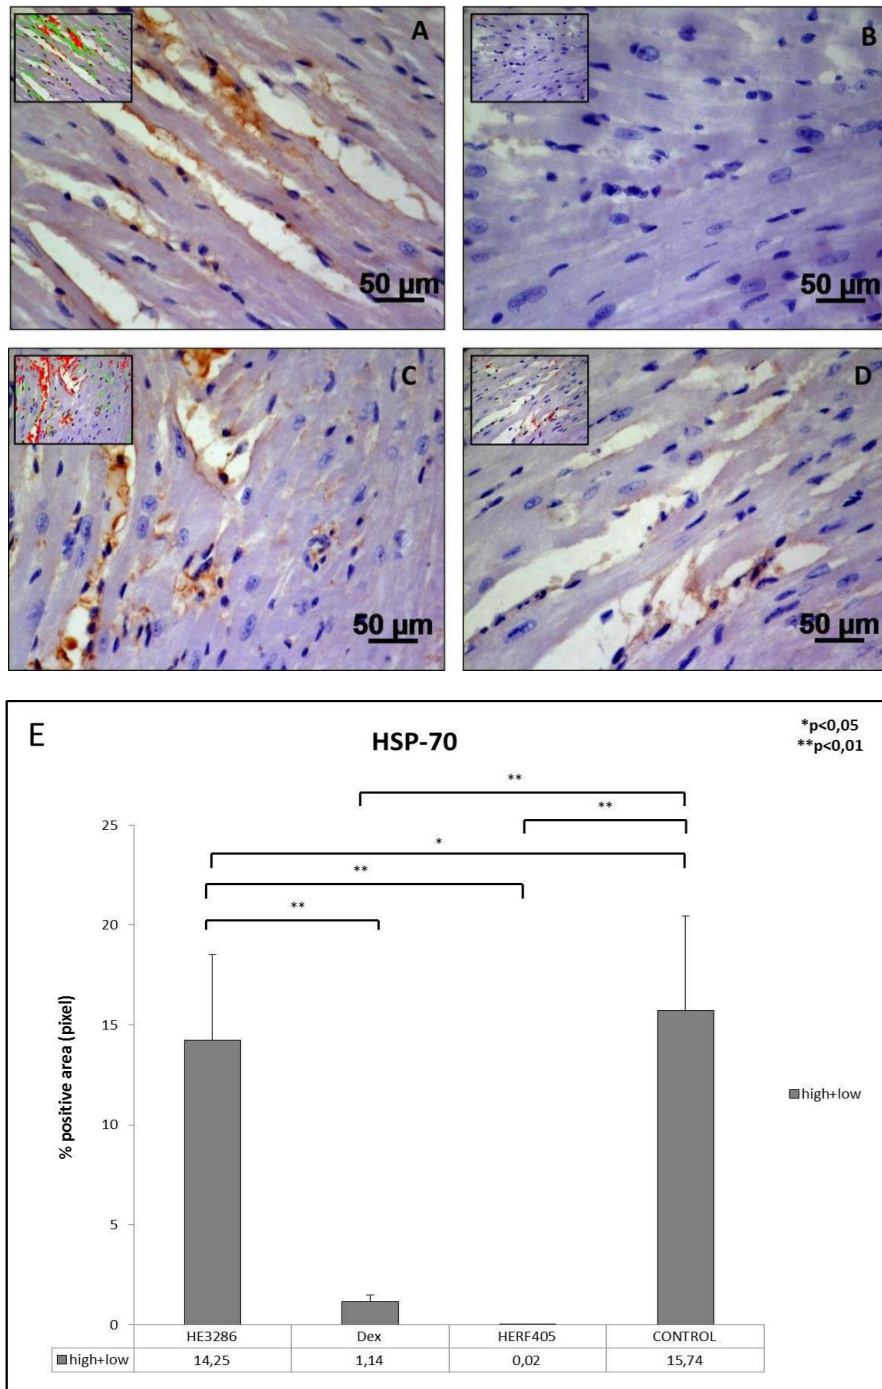 A
50 µm
B
50 µm
C
50 µm
D
50 µm
E
HSP-70
*p<0,05
**p<0,01
**
**
*
**
**
25
20
15
10
5
0
% positive area (pixel)
high+low
HE3286 Dex HERF405 CONTROL
high+low 14,25 1,14 0,02 15,74